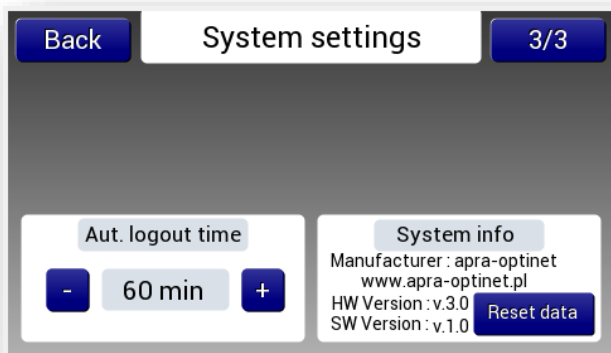 Back
System settings
3/3
Aut. logout time
-
60 min
+
System info
Manufacturer : apra-optinet
www.apra-optinet.pl
HW Version : v.3.0
SW Version : v.1.0
Reset data